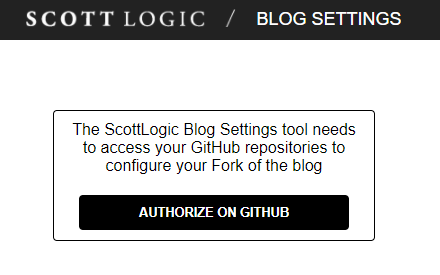 SCOTT LOGIC / BLOG SETTINGS
The ScottLogic Blog Settings tool needs
to access your GitHub repositories to
configure your Fork of the blog
AUTHORIZE ON GITHUB